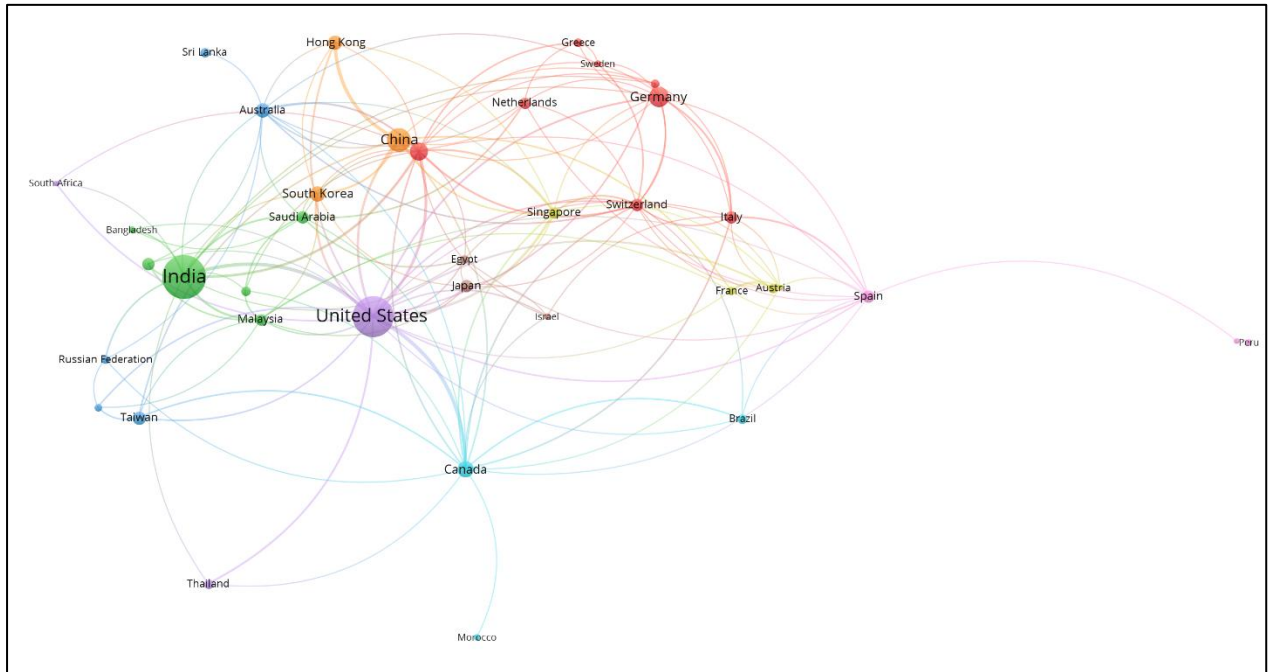 Hong Kong
Greece
Sri Lanka
Sweden
Germany
Netherlands
Australia
China
South Africa
South Korea
Switzerland
Singapore
Saudi Arabia
Italy
Bangladesh
Egypt
India
Japan
France
Austria
Spain
United States
Israel
Malaysia
Peru
Russian Federation
Taiwan
Brazil
Canada
Thailand
Morocco